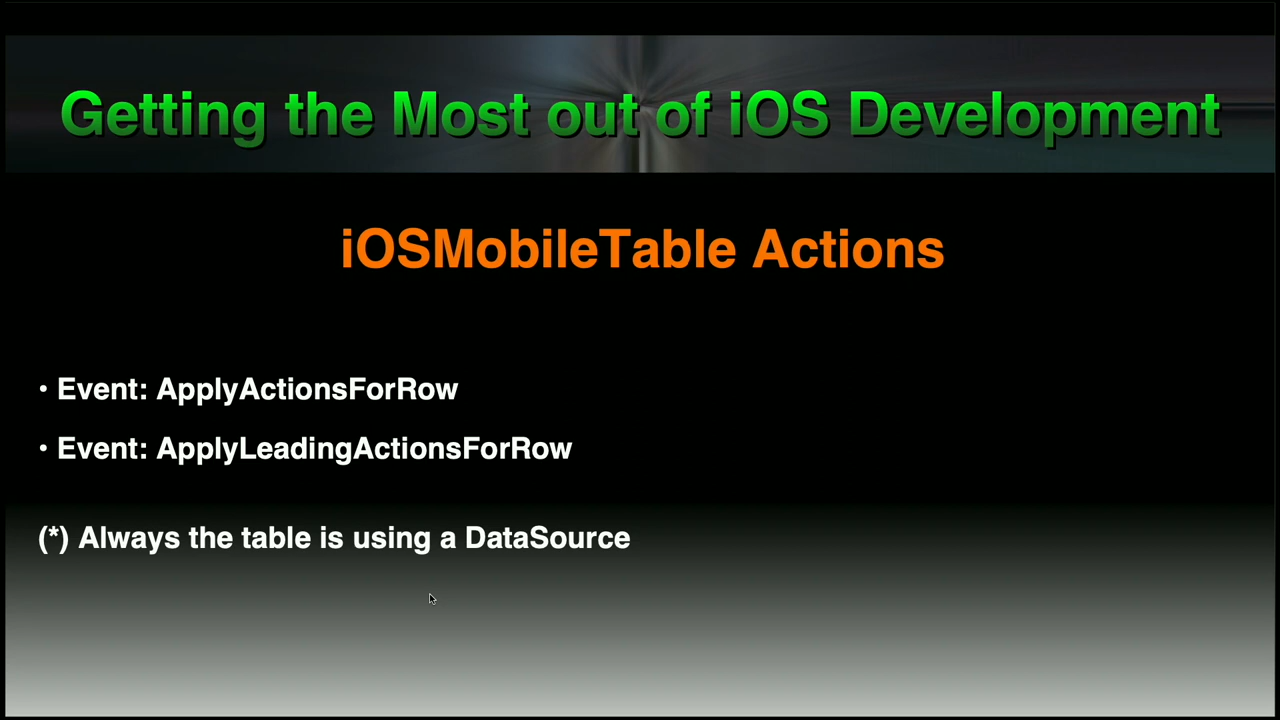 Getting the Most out of iOS Development
iOSMobileTable Actions
• Event: ApplyActionsForRow
• Event: ApplyLeadingActionsForRow
(*) Always the table is using a DataSource